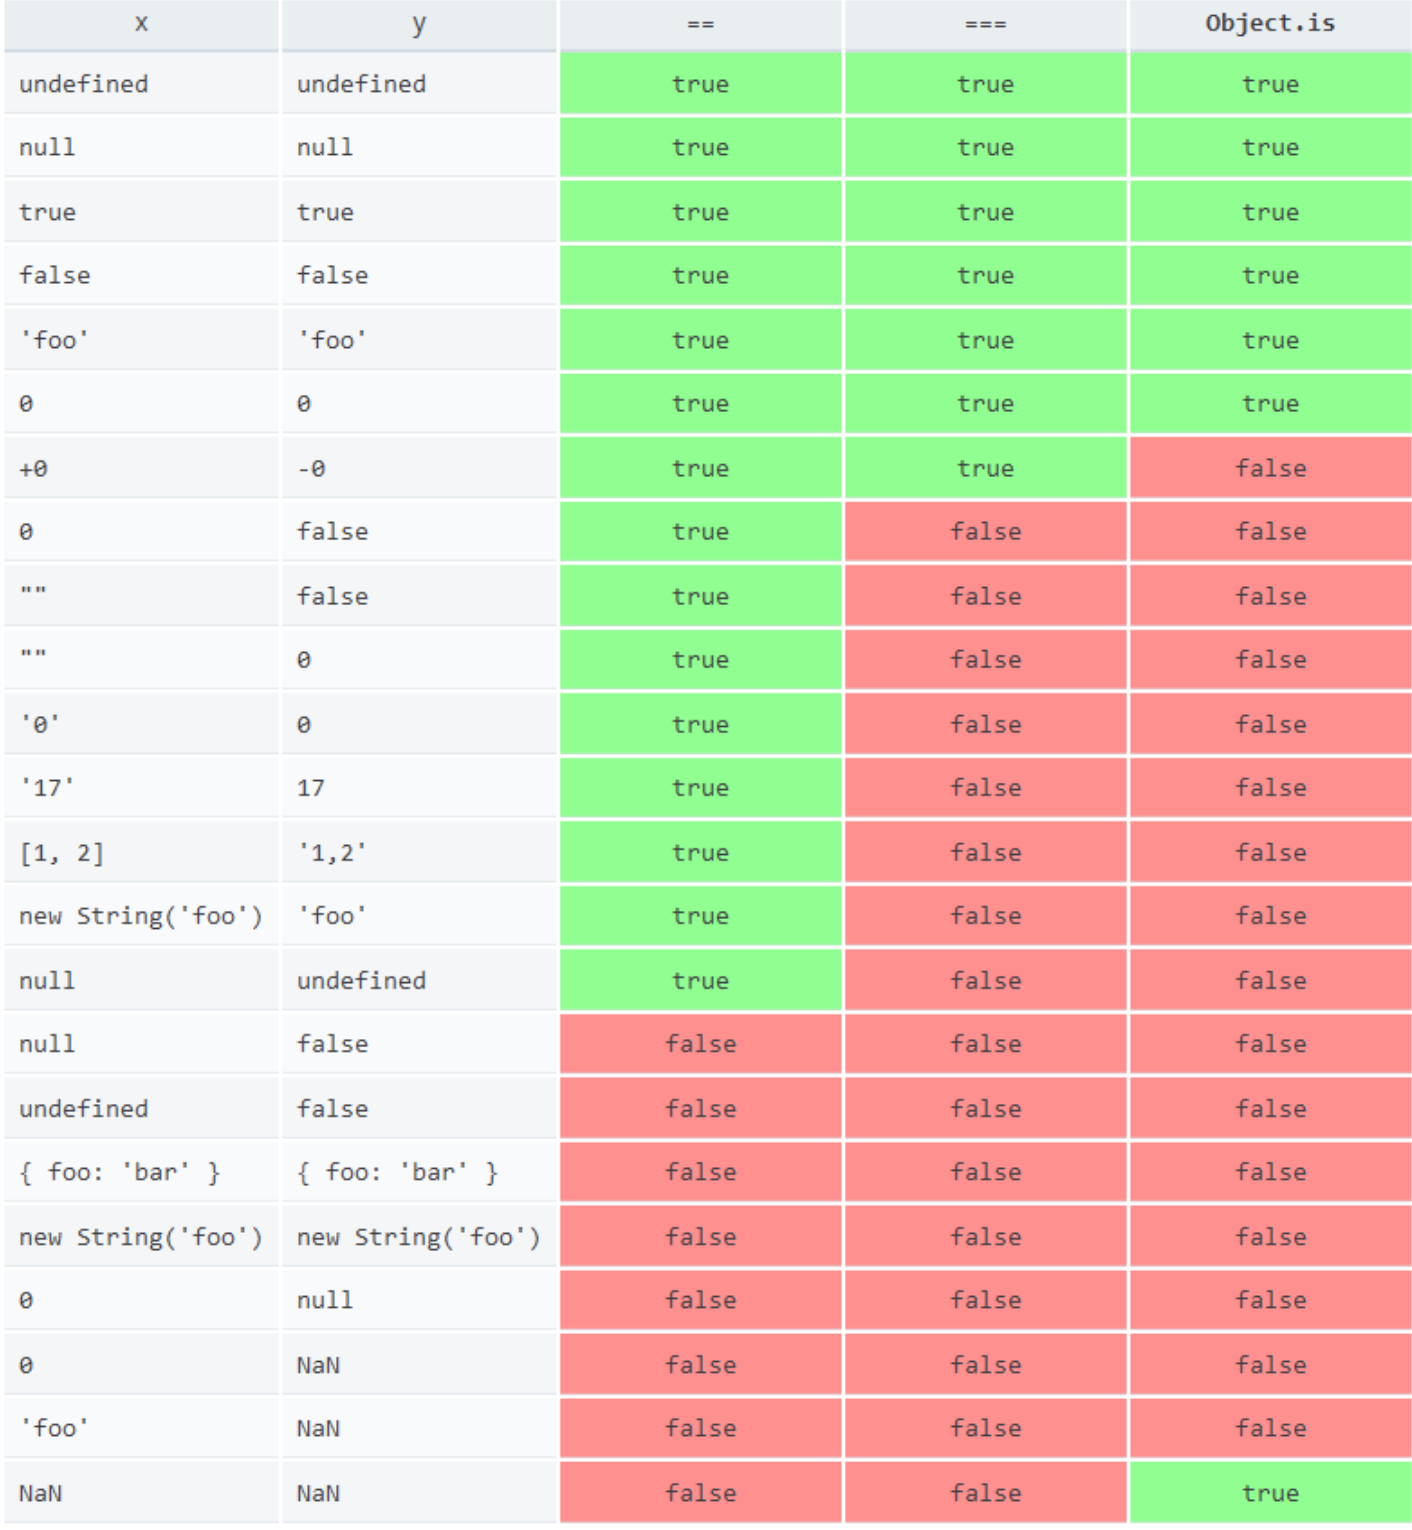 x y == === Object.is
undefined undefined true true true
null null true true true
true true true true true
false false true true true
'foo' 'foo' true true true
0 0 true true true
+0 -0 true true false
0 false true false false
"" false true false false
"" 0 true false false
'0' 0 true false false
'17' 17 true false false
[1, 2] '1,2' true false false
new String('foo') 'foo' true false false
null undefined true false false
null false false false false
undefined false false false false
{ foo: 'bar' } { foo: 'bar' } false false false
new String('foo') new String('foo') false false false
0 null false false false
0 NaN false false false
'foo' NaN false false false
NaN NaN false false true